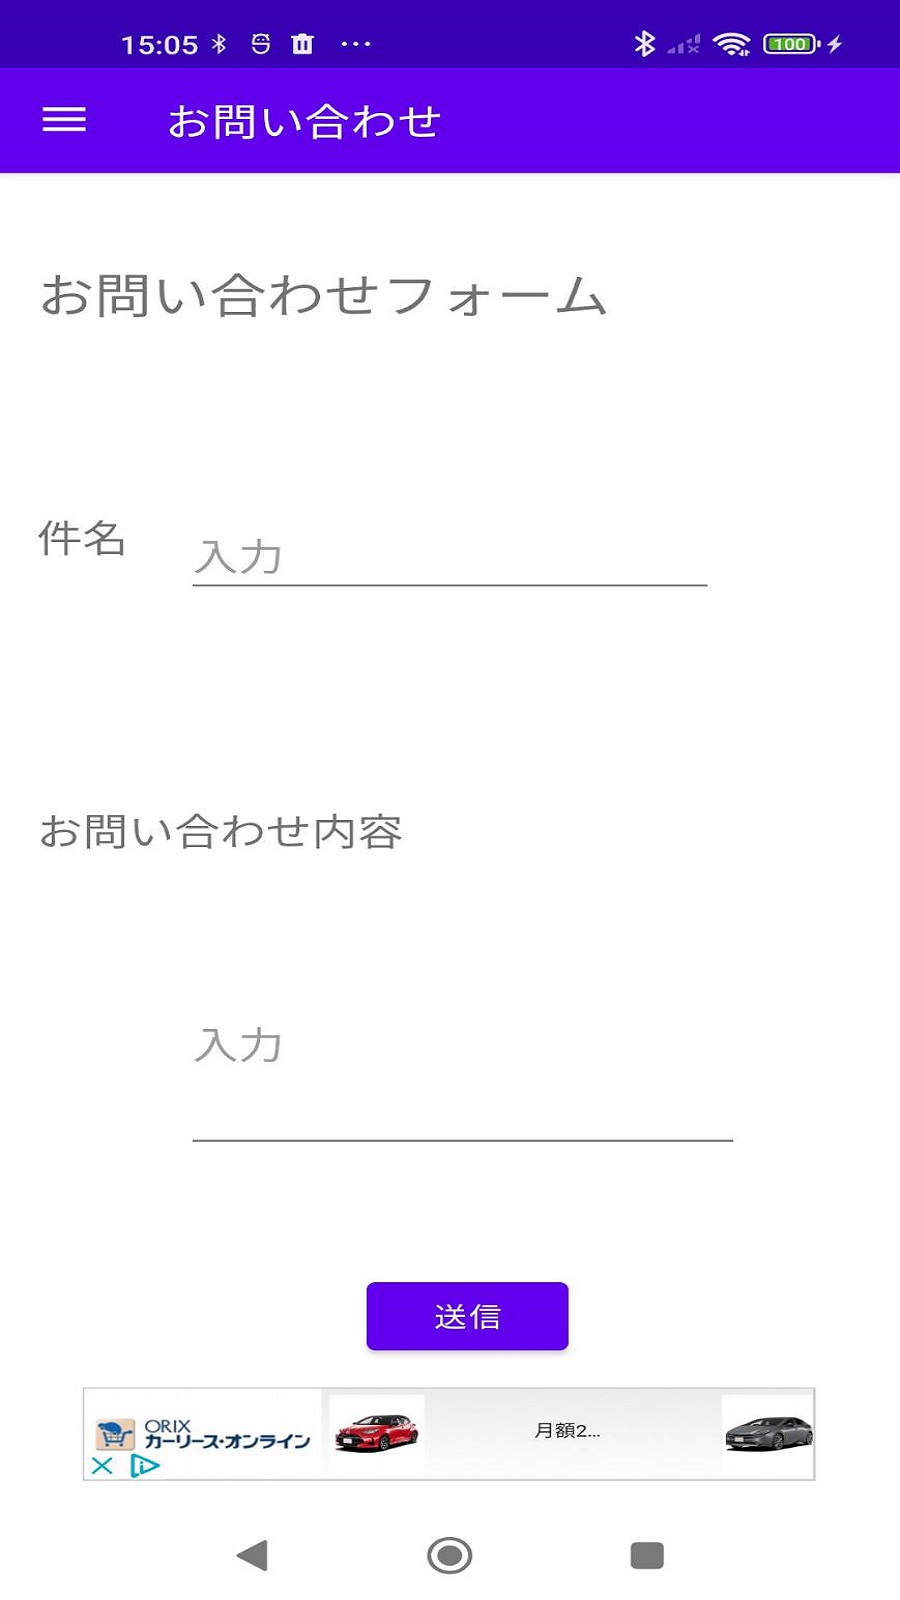 15:05
100
お問い合わせ
お問い合わせフォーム
件名
入力
お問い合わせ内容
入力
送信
ORIX
カーリース・オンライン
月額2...